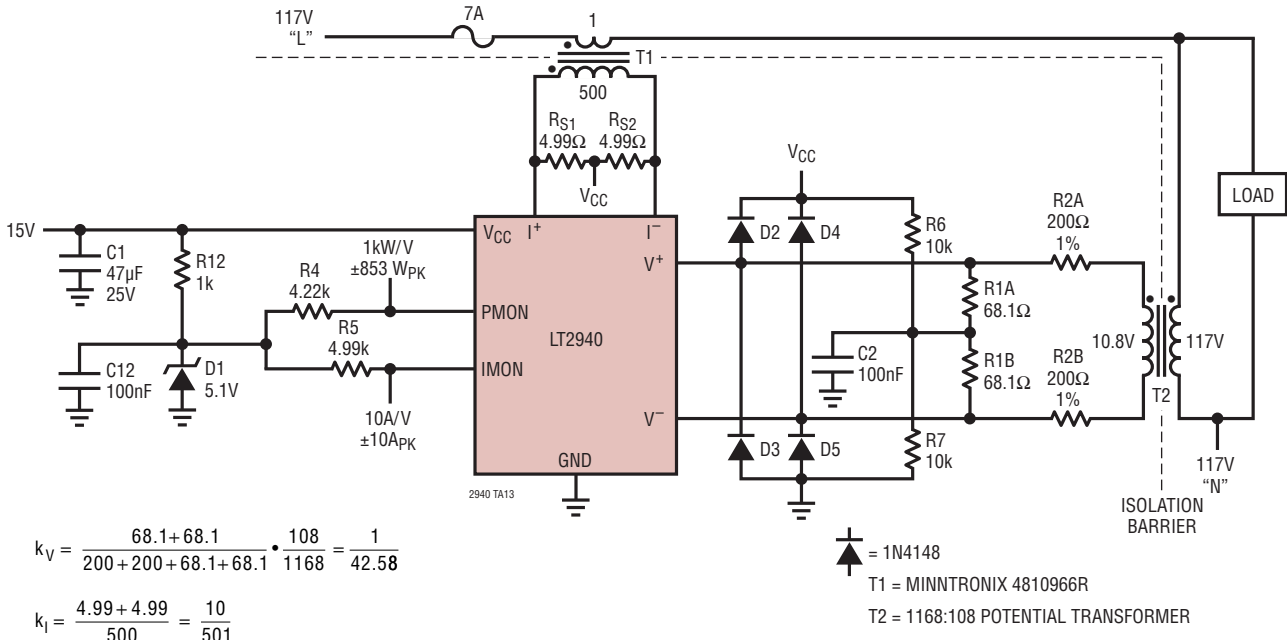 117V
“L”
7A
1
T1
500
RS1
4.99Ω
RS2
4.99Ω
VCC
VCC
15V
C1
47µF
25V
R12
1k
R4
4.22k
1kW/V
±853 WPK
R5
4.99k
C12
100nF
D1
5.1V
10A/V
±10APK
VCC
I+
I−
V+
PMON
LT2940
IMON
V−
GND
2940 TA13
D2
D4
R6
10k
R2A
200Ω
1%
LOAD
R1A
68.1Ω
C2
100nF
R1B
68.1Ω
10.8V
117V
R2B
200Ω
1%
T2
D3
D5
R7
10k
117V
“N”
ISOLATION
BARRIER
kV = 68.1+68.1 / 200+200+68.1+68.1 • 108 / 1168 = 1 / 42.58
kI = 4.99+4.99 / 500 = 10 / 501
= 1N4148
T1 = MINNTRONIX 4810966R
T2 = 1168:108 POTENTIAL TRANSFORMER